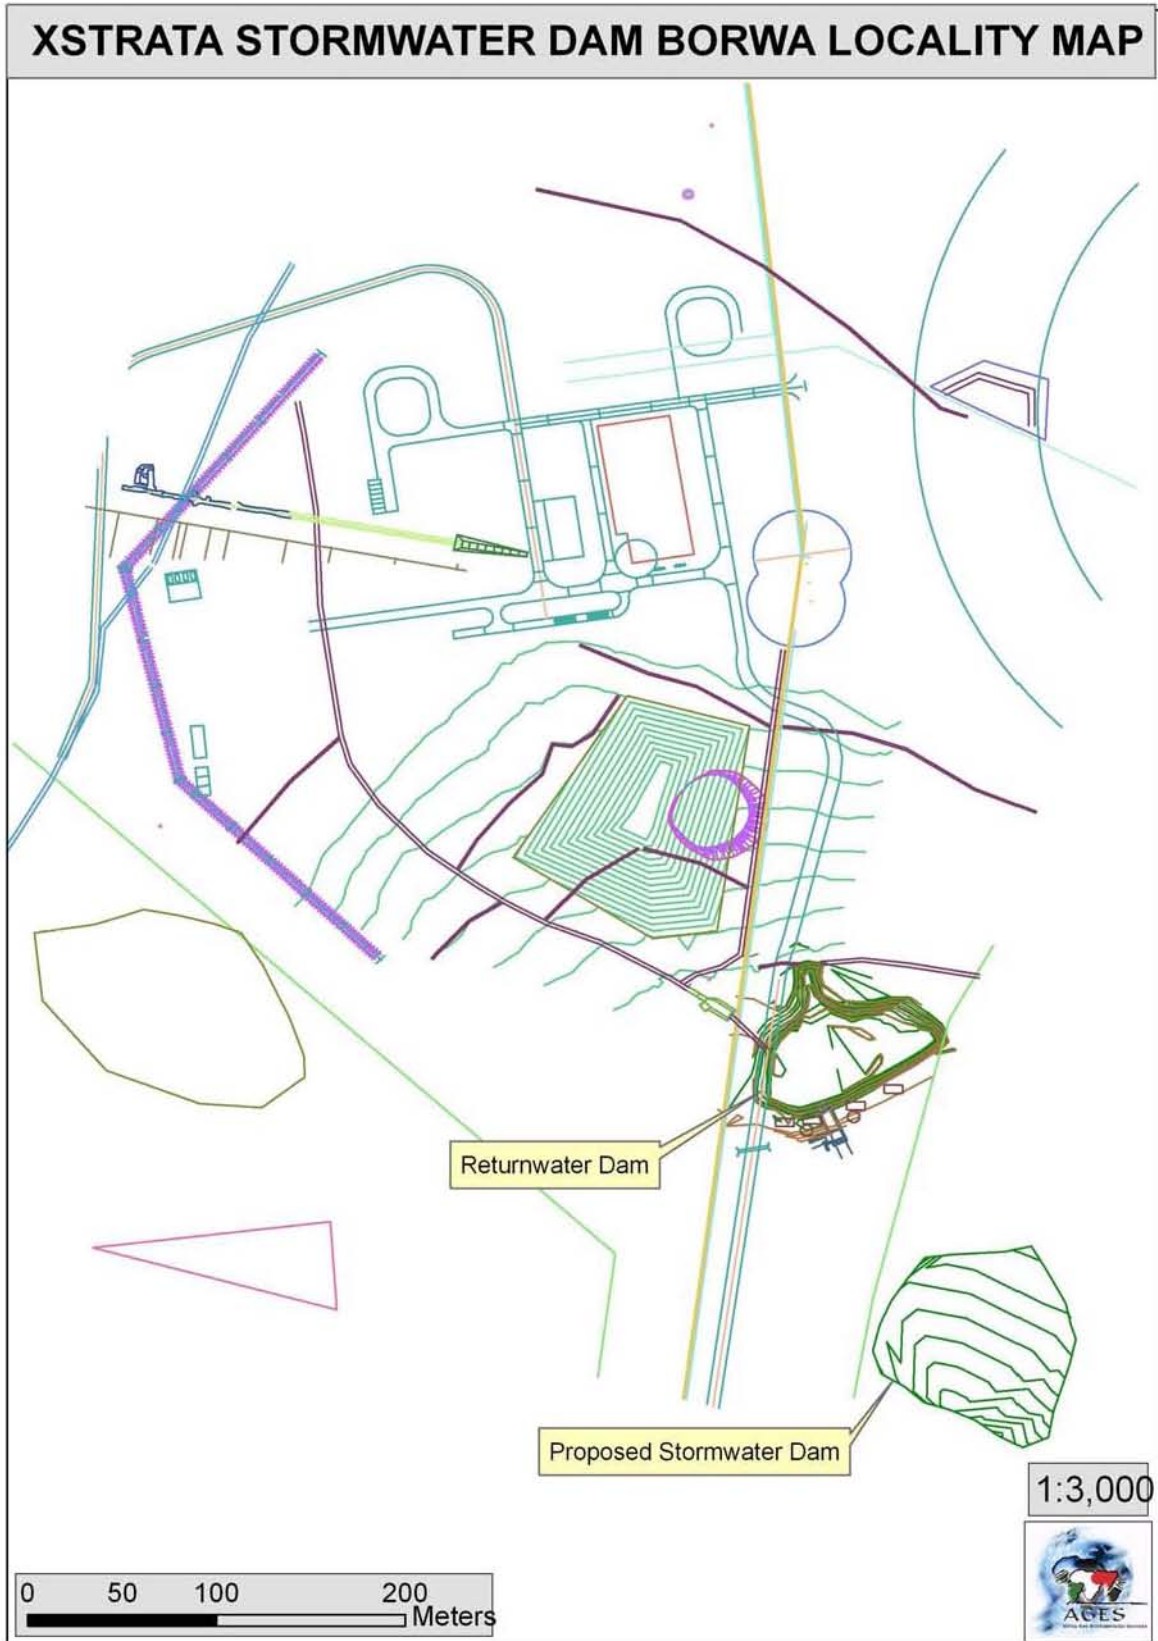 XSTRATA STORMWATER DAM BORWA LOCALITY MAP
Returnwater Dam
Proposed Stormwater Dam
1:3,000
0 50 100 200
Meters
AGES